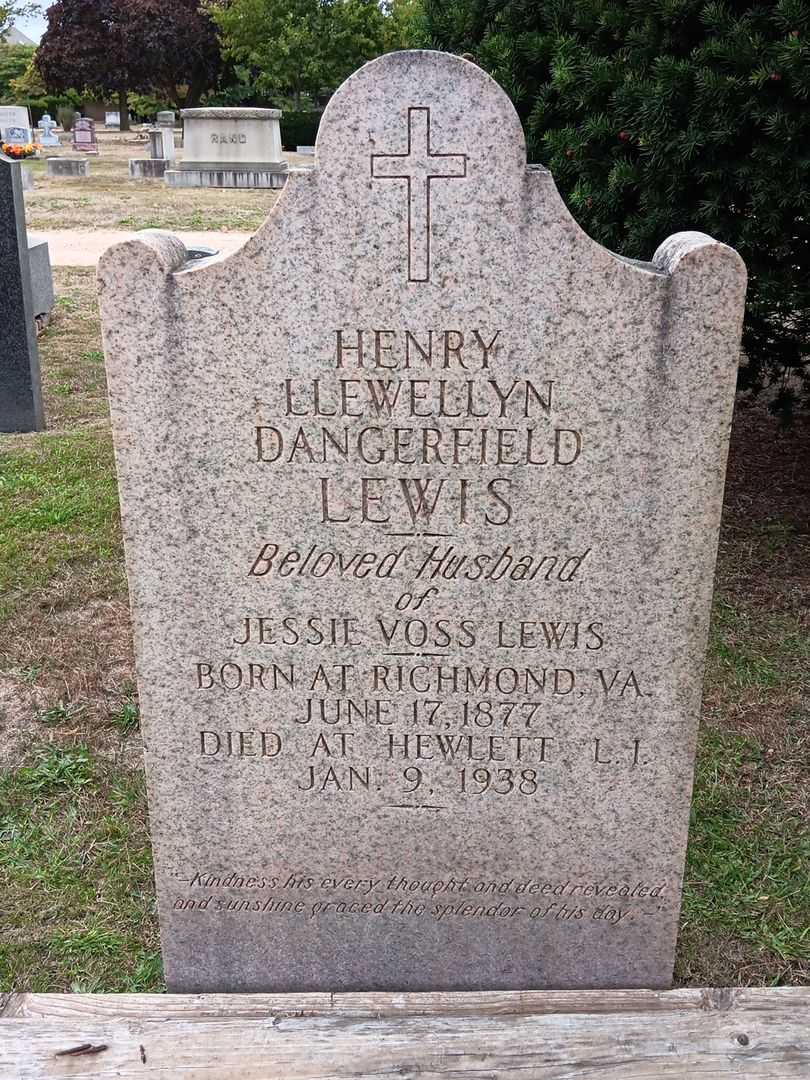 RAND
HENRY
LLEWELLYN
DANGERFIELD
LEWIS
Beloved Husband
of
JESSIE VOSS LEWIS
BORN AT RICHMOND, VA.
JUNE 17, 1877
DIED AT HEWLETT L. I.
JAN. 9, 1938
"–Kindness his every thought and deed revealed,
and sunshine graced the splendor of his day.–"